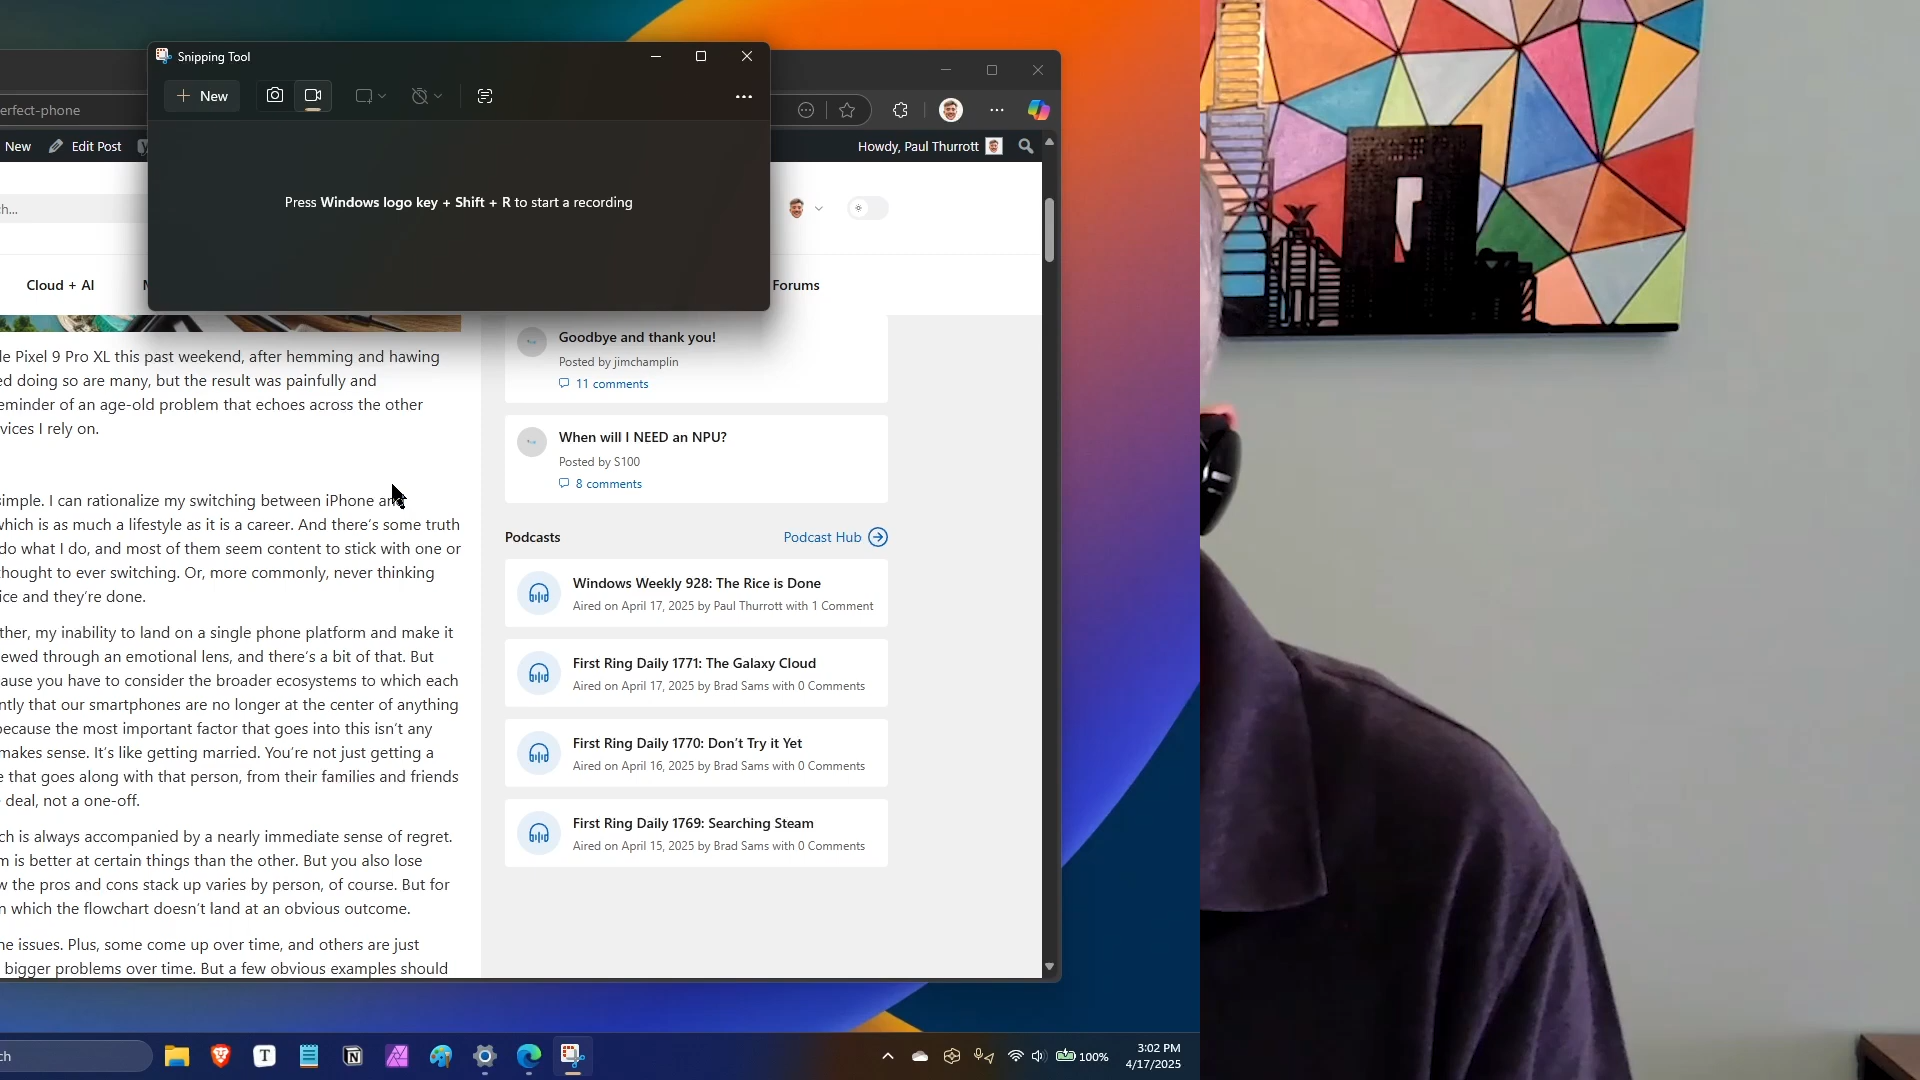 Snipping Tool
New
erfect-phone
New
Edit Post
Howdy, Paul Thurrott
Press Windows logo key + Shift + R to start a recording
ch...
Cloud + AI
Forums
le Pixel 9 Pro XL this past weekend, after hemming and hawing
ed doing so are many, but the result was painfully and
eminder of an age-old problem that echoes across the other
vices I rely on.
simple. I can rationalize my switching between iPhone and
which is as much a lifestyle as it is a career. And there's some truth
do what I do, and most of them seem content to stick with one or
thought to ever switching. Or, more commonly, never thinking
ice and they're done.
ther, my inability to land on a single phone platform and make it
ewed through an emotional lens, and there's a bit of that. But
ause you have to consider the broader ecosystems to which each
ntly that our smartphones are no longer at the center of anything
because the most important factor that goes into this isn't any
makes sense. It's like getting married. You're not just getting a
e that goes along with that person, from their families and friends
deal, not a one-off.
ch is always accompanied by a nearly immediate sense of regret.
m is better at certain things than the other. But you also lose
w the pros and cons stack up varies by person, of course. But for
n which the flowchart doesn't land at an obvious outcome.
ne issues. Plus, some come up over time, and others are just
bigger problems over time. But a few obvious examples should
Goodbye and thank you!
Posted by jimchamplin
11 comments
When will I NEED an NPU?
Posted by S100
8 comments
Podcasts
Podcast Hub
Windows Weekly 928: The Rice is Done
Aired on April 17, 2025 by Paul Thurrott with 1 Comment
First Ring Daily 1771: The Galaxy Cloud
Aired on April 17, 2025 by Brad Sams with 0 Comments
First Ring Daily 1770: Don't Try it Yet
Aired on April 16, 2025 by Brad Sams with 0 Comments
First Ring Daily 1769: Searching Steam
Aired on April 15, 2025 by Brad Sams with 0 Comments
ch
T
N
100%
3:02 PM
4/17/2025